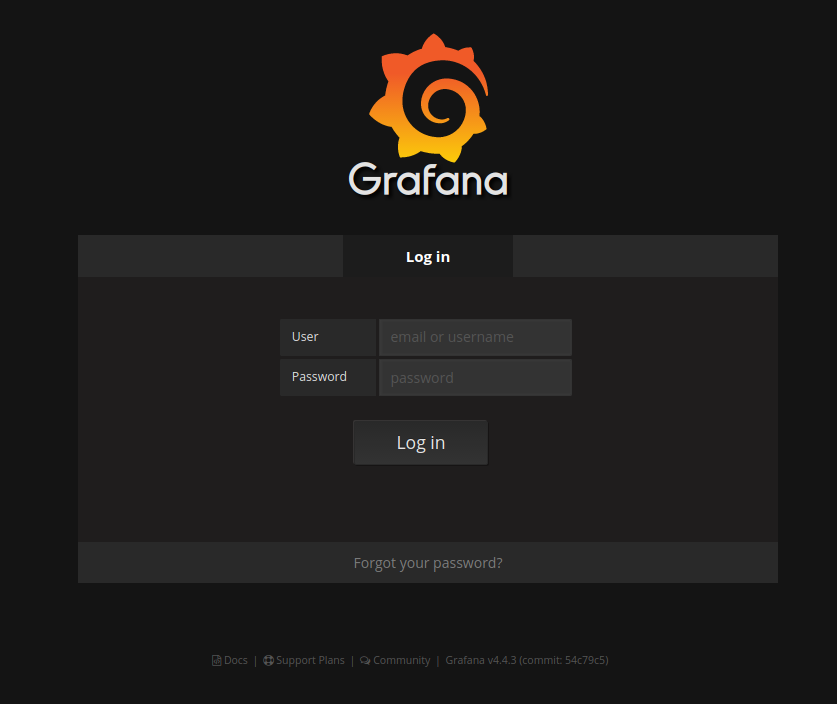 Grafana
Log in
User
email or username
Password
password
Log in
Forgot your password?
Docs | Support Plans | Community | Grafana v4.4.3 (commit: 54c79c5)